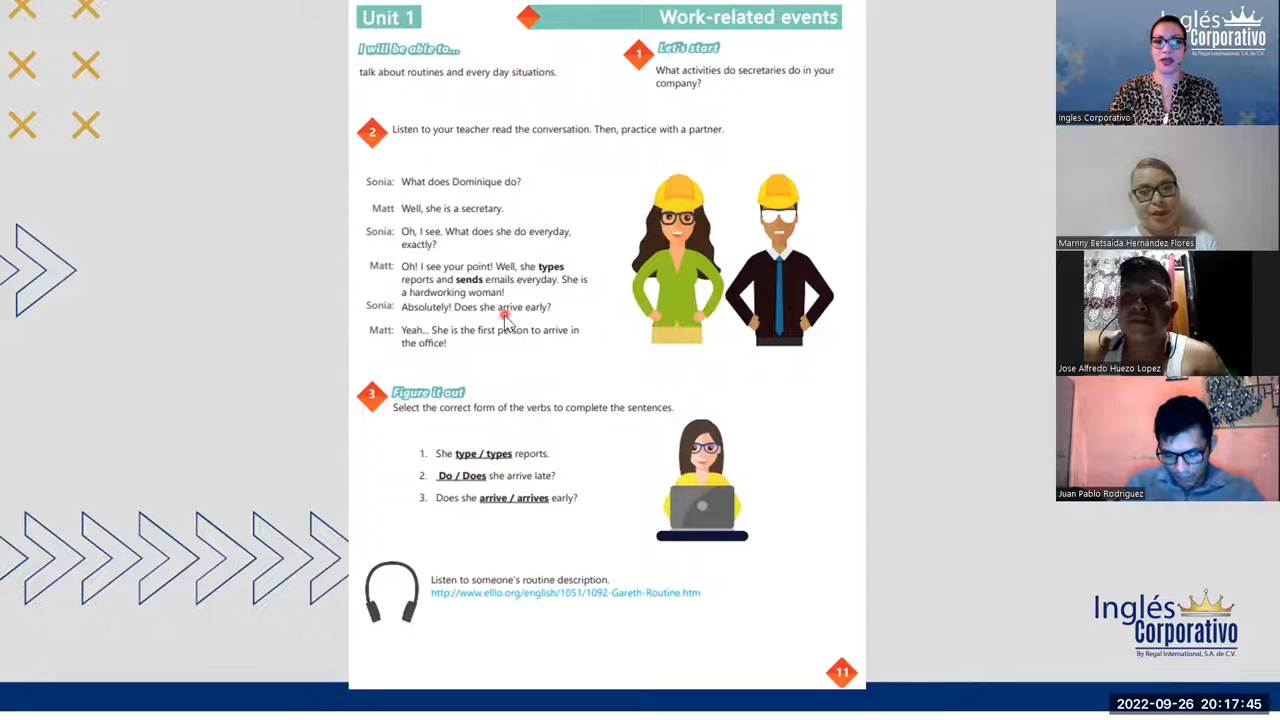 Unit 1
Work-related events
I will be able to...
talk about routines and every day situations.
1
Let's start
What activities do secretaries do in your
company?
2
Listen to your teacher read the conversation. Then, practice with a partner.
Sonia: What does Dominique do?
Matt Well, she is a secretary.
Sonia: Oh, I see. What does she do everyday,
exactly?
Matt: Oh! I see your point! Well, she types
reports and sends emails everyday. She is
a hardworking woman!
Sonia: Absolutely! Does she arrive early?
Matt: Yeah... She is the first person to arrive in
the office!
3
Figure it out
Select the correct form of the verbs to complete the sentences.
1. She type / types reports.
2. Do / Does she arrive late?
3. Does she arrive / arrives early?
Listen to someone's routine description.
http://www.elllo.org/english/1051/1092-Gareth-Routine.htm
11
Inglés
Corporativo
By Regal International, S.A. de C.V.
Ingles Corporativo
Marnny Betsaida Hernández Flores
Jose Alfredo Huezo Lopez
Juan Pablo Rodriguez
Inglés
Corporativo
By Regal International, S.A. de C.V.
2022-09-26 20:17:45